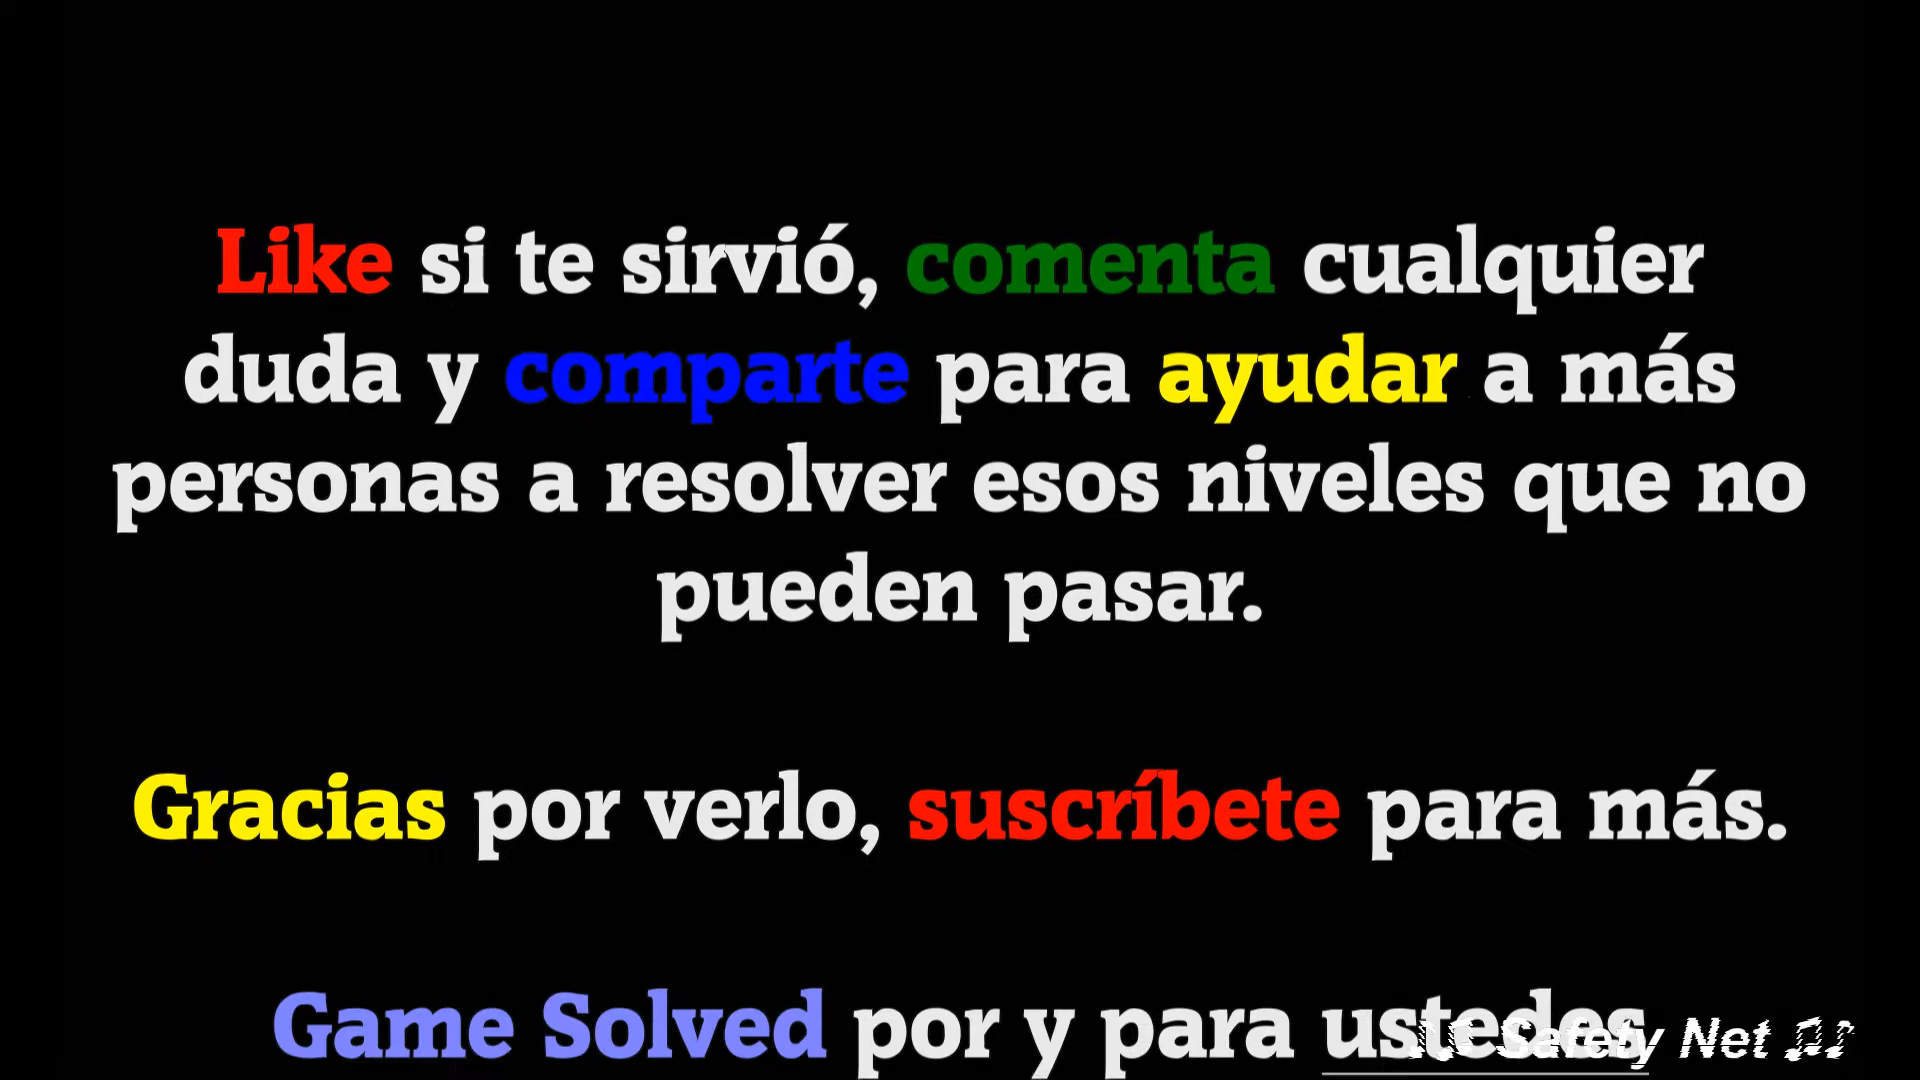 Like si te sirvió, comenta cualquier
duda y comparte para ayudar a más
personas a resolver esos niveles que no
pueden pasar.
Gracias por verlo, suscríbete para más.
Game Solved por y para ustedes
Safety Net